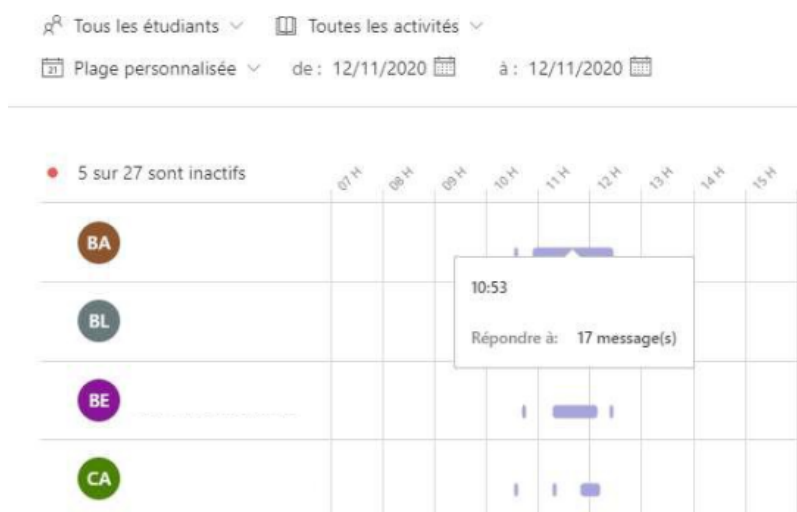 Tous les étudiants Toutes les activités
21 Plage personnalisée de : 12/11/2020 à : 12/11/2020
5 sur 27 sont inactifs 07 H 08 H 09 H 10 H 11 H 12 H 13 H 14 H 15 H
BA
10:53
BL
Répondre à: 17 message(s)
BE
CA